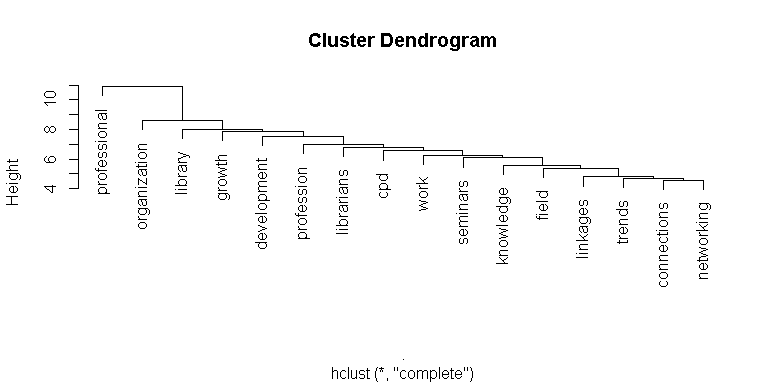 Cluster Dendrogram
Height
10
8
6
4
professional
organization
library
growth
development
profession
librarians
cpd
work
seminars
knowledge
field
linkages
trends
connections
networking
.
hclust (*, "complete")